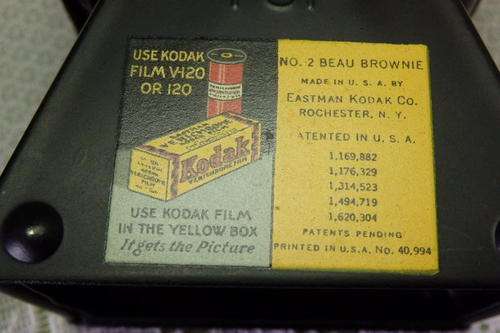 USE KODAK
FILM V-120
OR 120
Kodak
VERICHROME FILM
USE KODAK FILM
IN THE YELLOW BOX
It gets the Picture
NO. 2 BEAU BROWNIE
MADE IN U. S. A. BY
EASTMAN KODAK CO.
ROCHESTER, N. Y.
PATENTED IN U. S. A.
1,169,882
1,176,329
1,314,523
1,494,719
1,620,304
PATENTS PENDING
PRINTED IN U.S.A. NO. 40,994